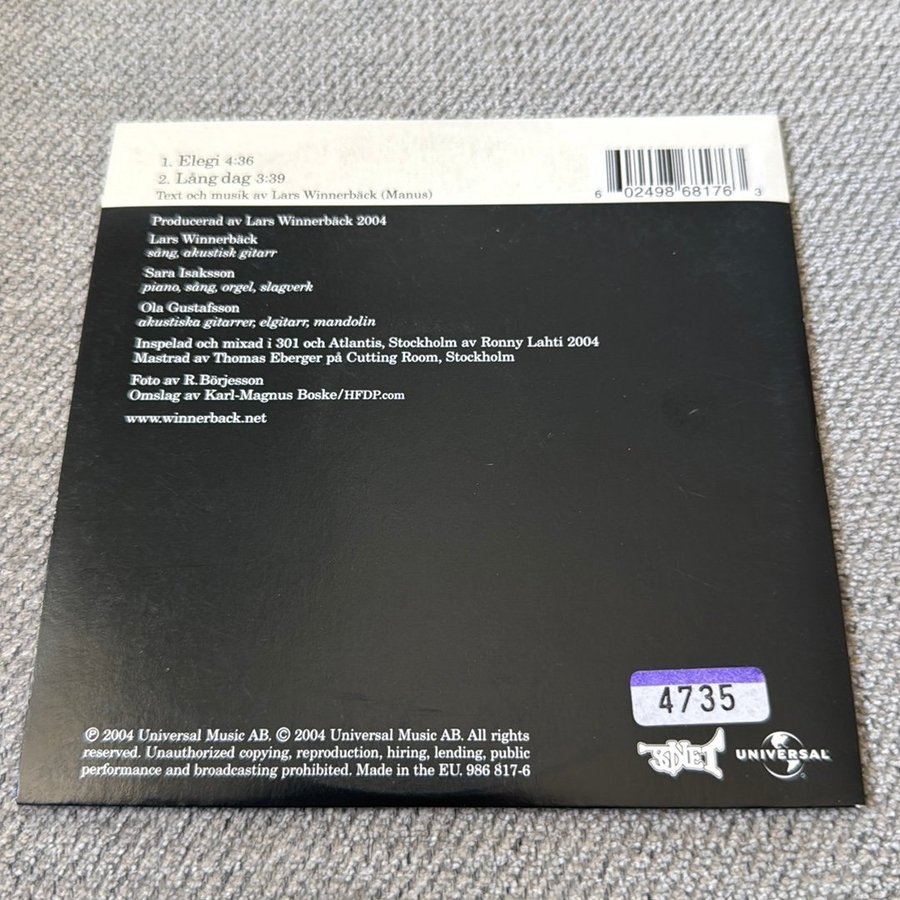 1. Elegi 4:36
2. Lång dag 3:39
Text och musik av Lars Winnerbäck (Manus)
6 02498 68176 3
Producerad av Lars Winnerbäck 2004
Lars Winnerbäck
sång, akustisk gitarr
Sara Isaksson
piano, sång, orgel, slagverk
Ola Gustafsson
akustiska gitarrer, elgitarr, mandolin
Inspelad och mixad i 301 och Atlantis, Stockholm av Ronny Lahti 2004
Mastrad av Thomas Eberger på Cutting Room, Stockholm
Foto av R. Börjesson
Omslag av Karl-Magnus Boske/HFDP.com
www.winnerback.net
4735
℗ 2004 Universal Music AB. © 2004 Universal Music AB. All rights
reserved. Unauthorized copying, reproduction, hiring, lending, public
performance and broadcasting prohibited. Made in the EU. 986 817-6
UNIVERSAL